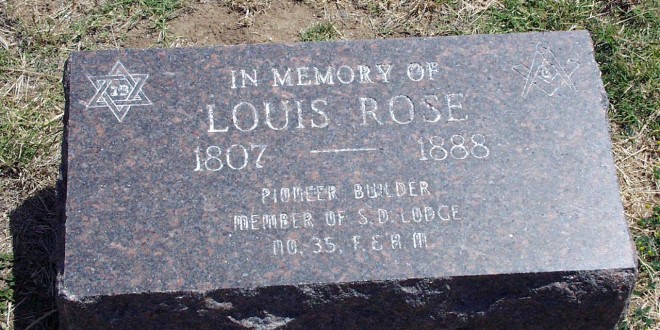 IN MEMORY OF
LOUIS ROSE
1807 — 1888
PIONEER BUILDER
MEMBER OF S.D. LODGE
NO. 35, F. & A. M.
G